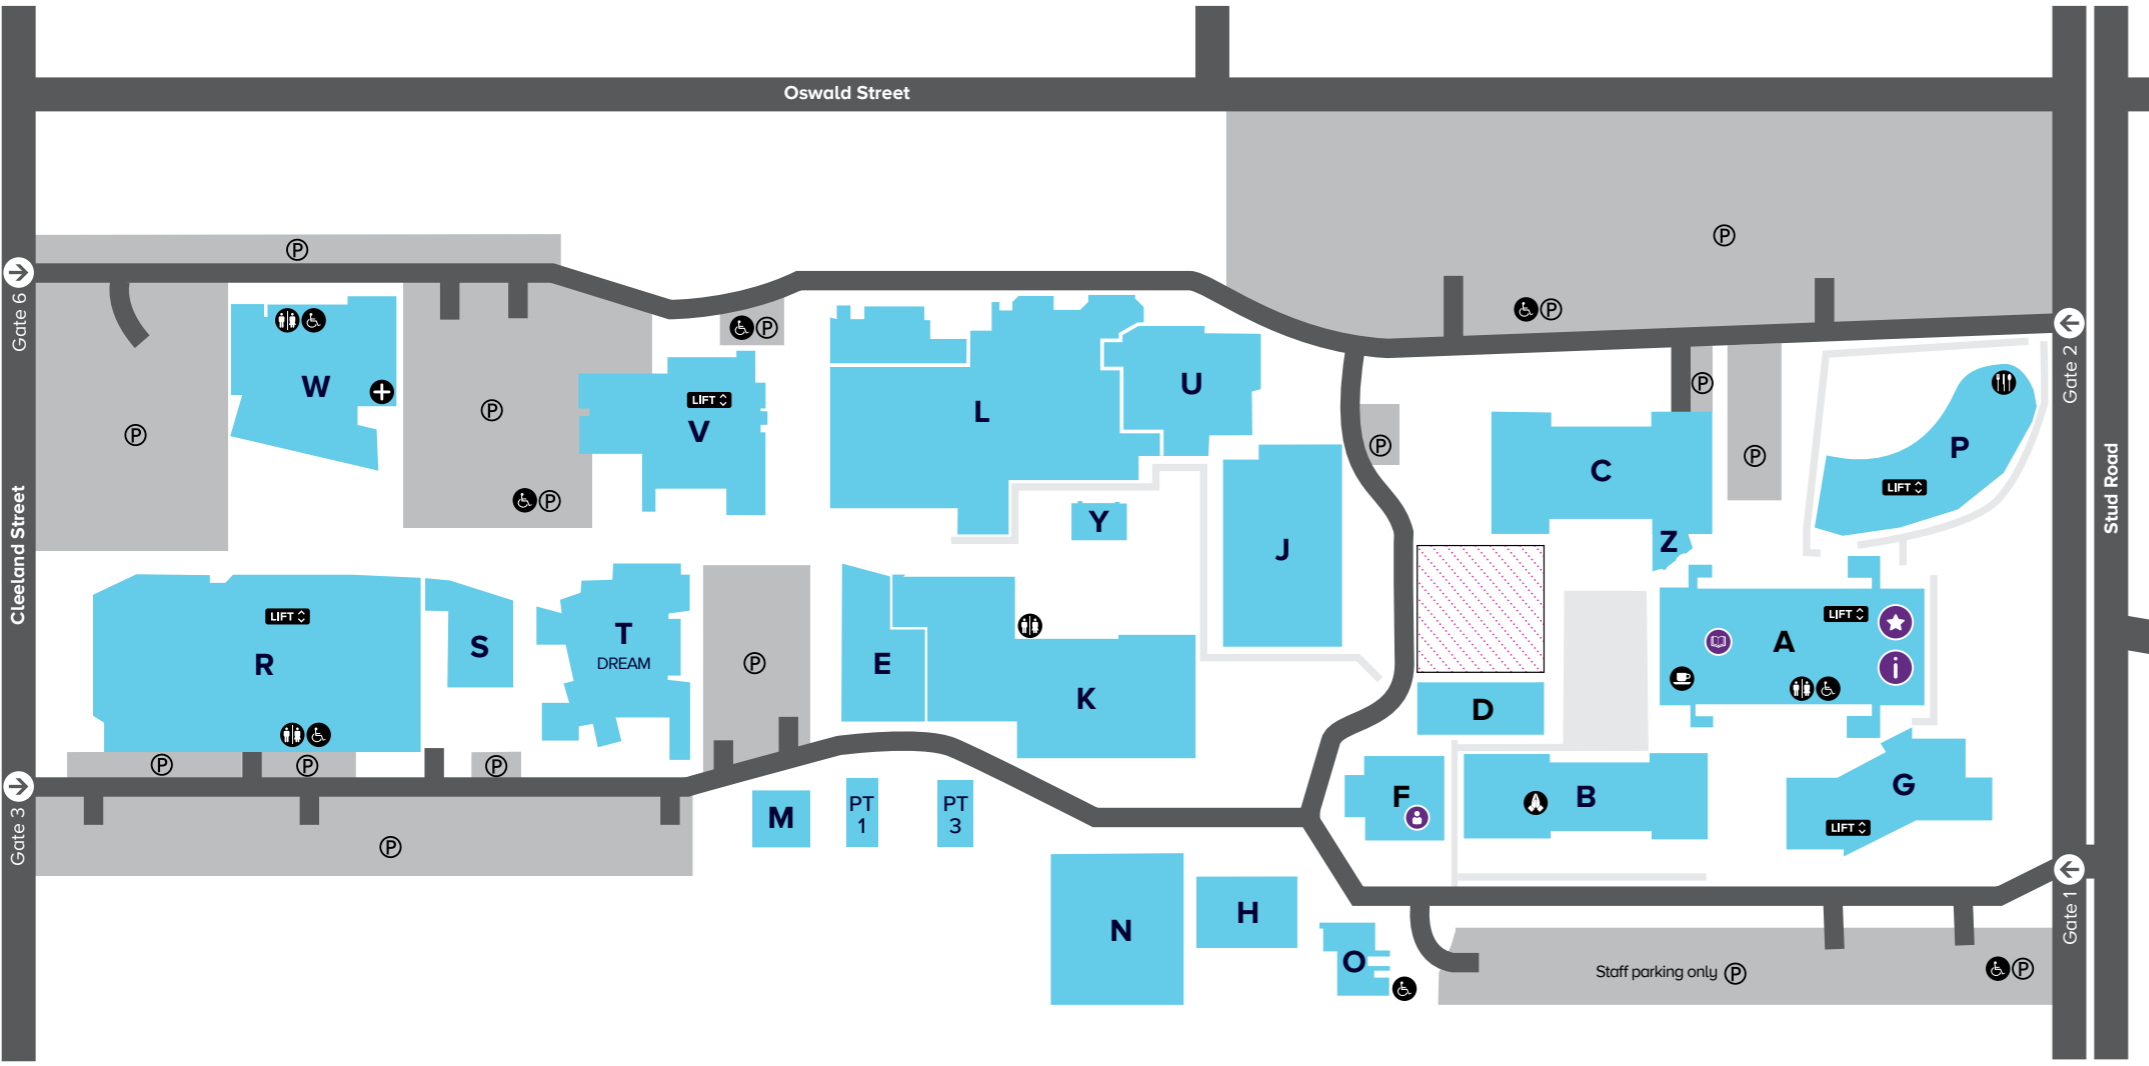 Oswald Street
P
Gate 6
P
P
W
P
P
P
LIFT
V
L
U
P
P
P
Gate 2
P
P
P
C
P
LIFT
Z
Y
J
Cleeland Street
Stud Road
LIFT
R
S
T
DREAM
P
E
K
D
A
LIFT
i
P
P
P
Gate 3
P
M
PT
1
PT
3
F
B
G
LIFT
N
H
O
Gate 1
Staff parking only P
P